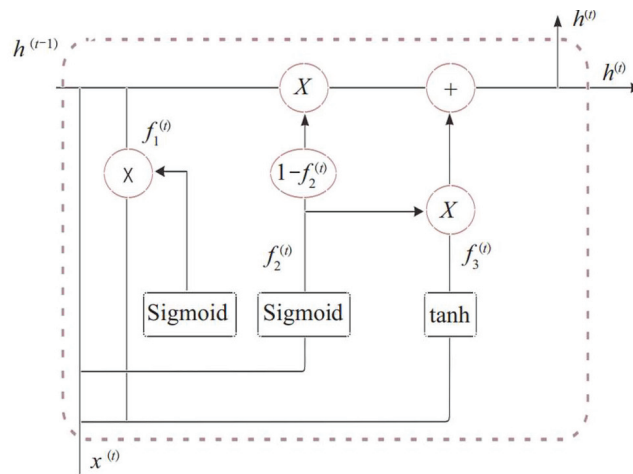 h^{(t)}
h^{(t-1)}
h^{(t)}
X
+
f_1^{(t)}
X
1-f_2^{(t)}
X
f_2^{(t)}
f_3^{(t)}
Sigmoid
Sigmoid
tanh
x^{(t)}